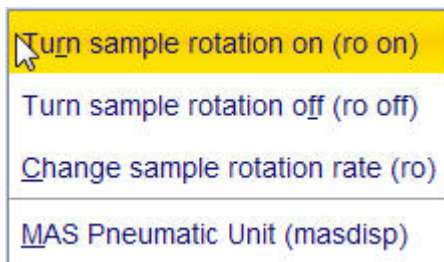 Turn sample rotation on (ro on)
Turn sample rotation off (ro off)
Change sample rotation rate (ro)
MAS Pneumatic Unit (masdisp)